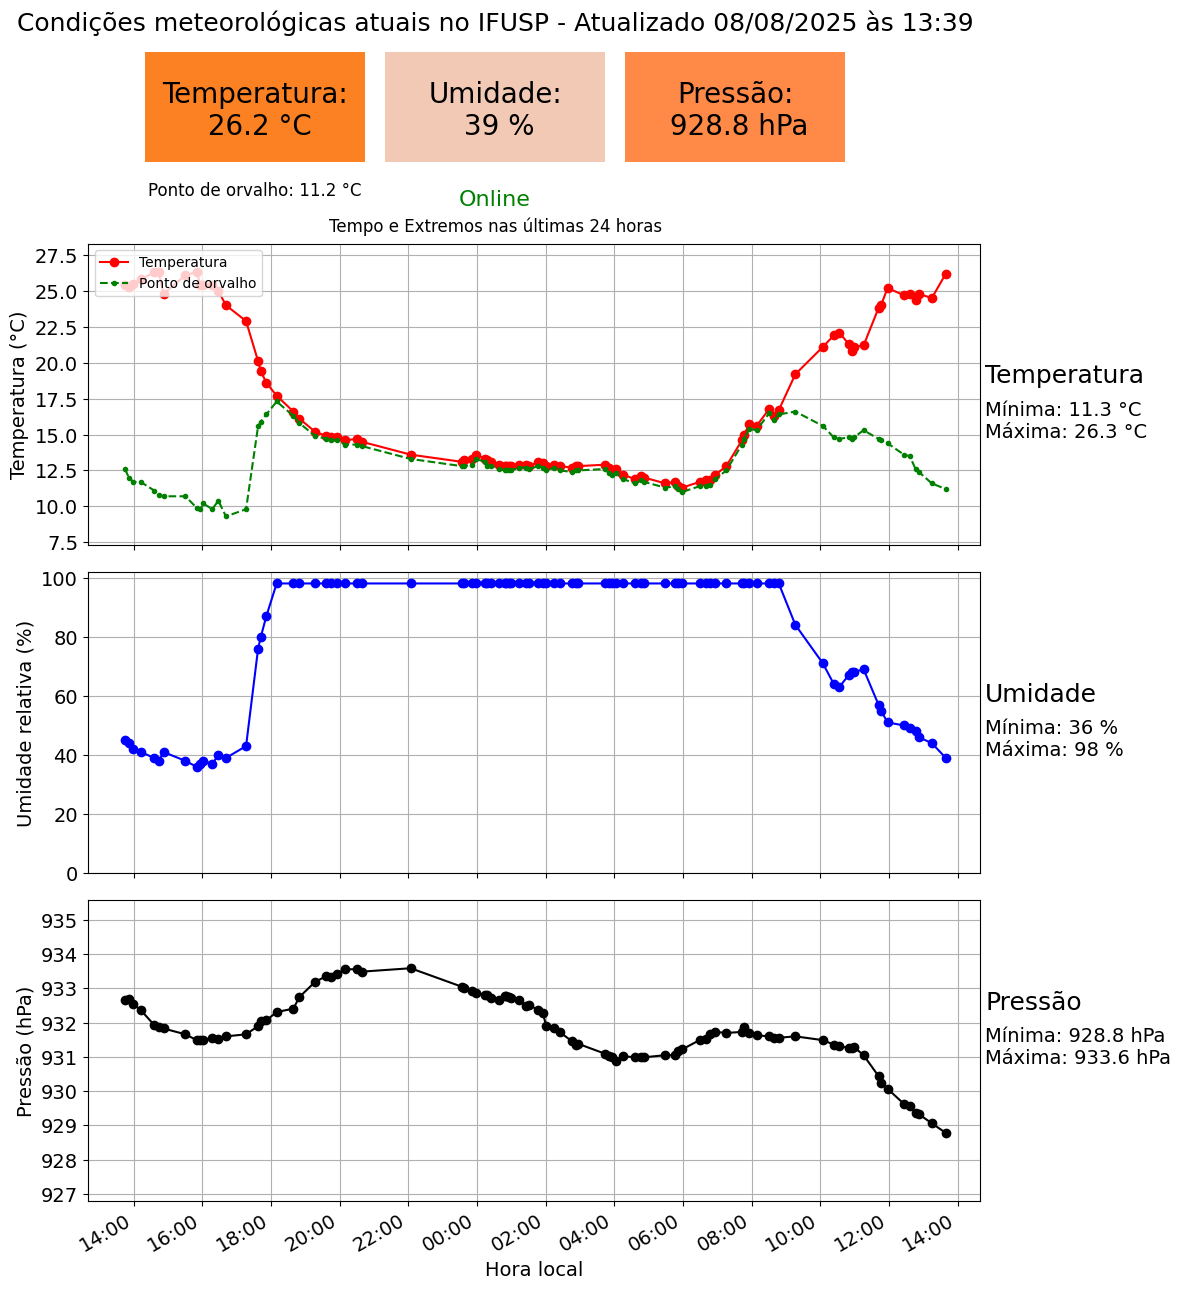 Condições meteorológicas atuais no IFUSP - Atualizado 08/08/2025 às 13:39
Temperatura:
26.2 °C
Umidade:
39 %
Pressão:
928.8 hPa
Ponto de orvalho: 11.2 °C
Online
Tempo e Extremos nas últimas 24 horas
Temperatura
Ponto de orvalho
Temperatura (°C)
27.5
25.0
22.5
20.0
17.5
15.0
12.5
10.0
7.5
Temperatura
Mínima: 11.3 °C
Máxima: 26.3 °C
Umidade relativa (%)
100
80
60
40
20
0
Umidade
Mínima: 36 %
Máxima: 98 %
Pressão (hPa)
935
934
933
932
931
930
929
928
927
Pressão
Mínima: 928.8 hPa
Máxima: 933.6 hPa
14:00
16:00
18:00
20:00
22:00
00:00
02:00
04:00
06:00
08:00
10:00
12:00
14:00
Hora local